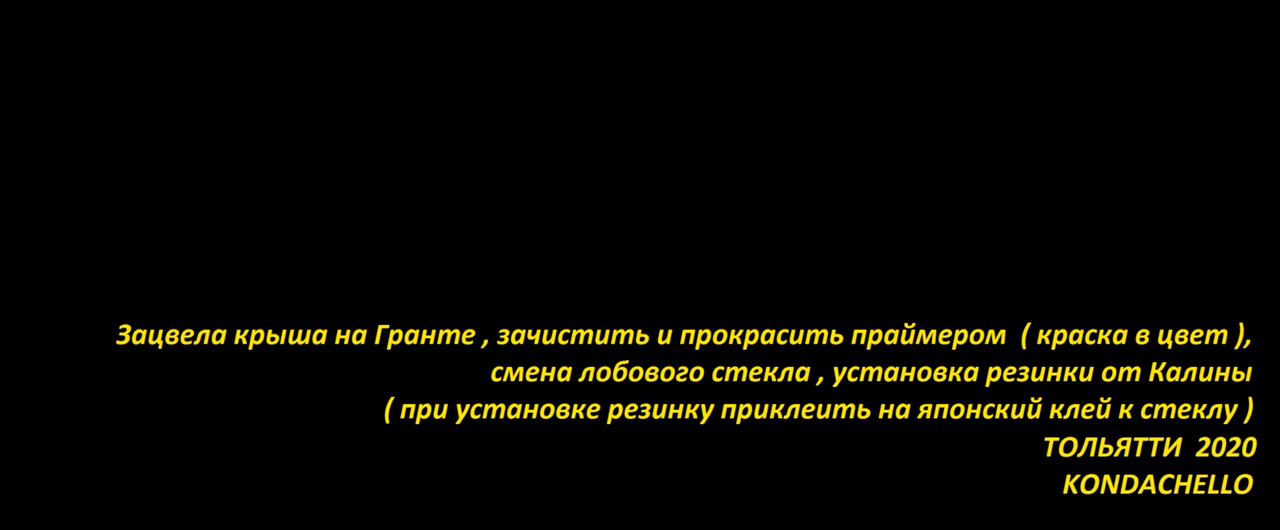 Зацвела крыша на Гранте , зачистить и прокрасить праймером ( краска в цвет ),
смена лобового стекла , установка резинки от Калины
( при установке резинку приклеить на японский клей к стеклу )
ТОЛЬЯТТИ 2020
KONDACHELLO